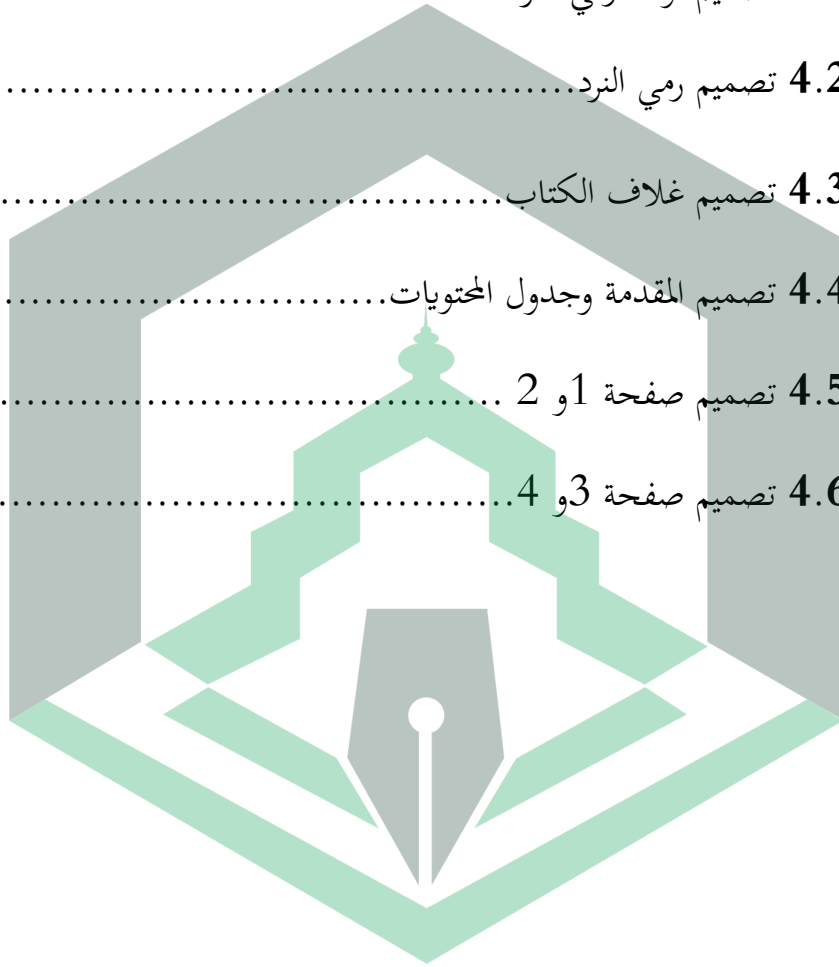 4.2 تصميم رمي النرد............................................
4.3 تصميم غلاف الكتاب.......................................
4.4 تصميم المقدمة وجدول المحتويات..............................
4.5 تصميم صفحة 1و 2 .......................................
4.6 تصميم صفحة 3و 4........................................